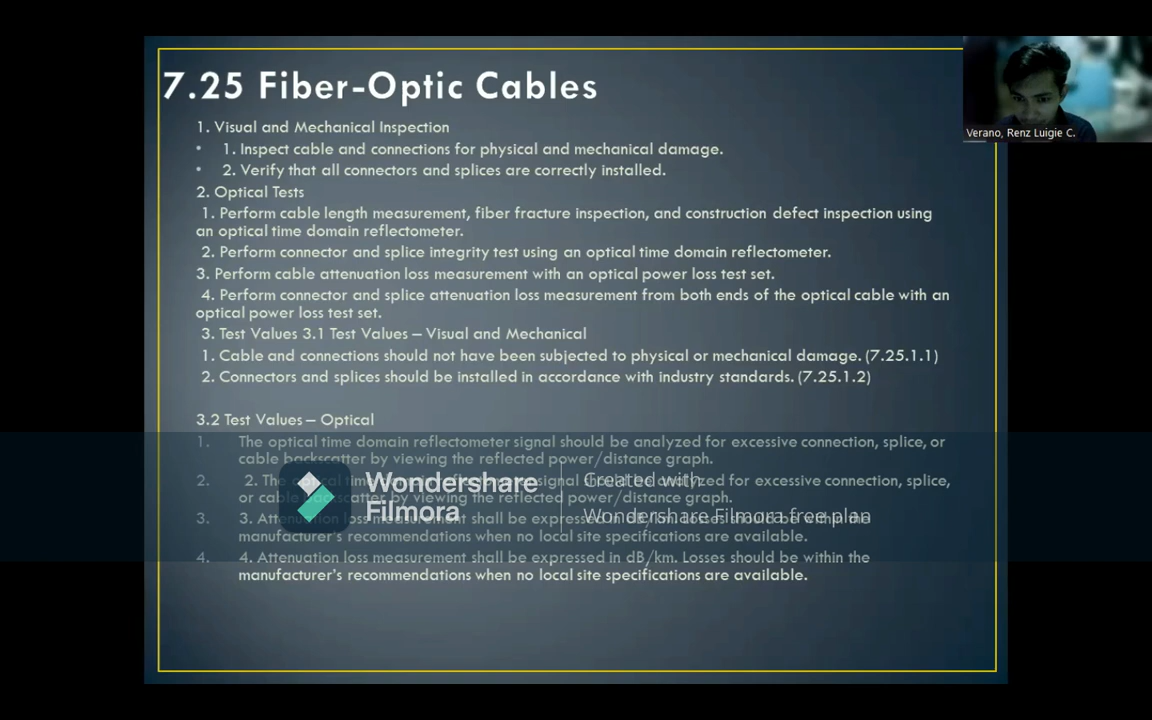 7.25 Fiber-Optic Cables
Verano, Renz Luigie C.
1. Visual and Mechanical Inspection
• 1. Inspect cable and connections for physical and mechanical damage.
• 2. Verify that all connectors and splices are correctly installed.
2. Optical Tests
1. Perform cable length measurement, fiber fracture inspection, and construction defect inspection using
an optical time domain reflectometer.
2. Perform connector and splice integrity test using an optical time domain reflectometer.
3. Perform cable attenuation loss measurement with an optical power loss test set.
4. Perform connector and splice attenuation loss measurement from both ends of the optical cable with an
optical power loss test set.
3. Test Values 3.1 Test Values – Visual and Mechanical
1. Cable and connections should not have been subjected to physical or mechanical damage. (7.25.1.1)
2. Connectors and splices should be installed in accordance with industry standards. (7.25.1.2)
3.2 Test Values – Optical
1. The optical time domain reflectometer signal should be analyzed for excessive connection, splice, or
cable backscatter by viewing the reflected power/distance graph.
2. 2. The optical time domain reflectometer signal should be analyzed for excessive connection, splice,
or cable backscatter by viewing the reflected power/distance graph.
3. 3. Attenuation loss measurement shall be expressed in dB/km. Losses should be within the
manufacturer's recommendations when no local site specifications are available.
4. 4. Attenuation loss measurement shall be expressed in dB/km. Losses should be within the
manufacturer's recommendations when no local site specifications are available.
Wondershare
Filmora
Created with
Wondershare Filmora free plan